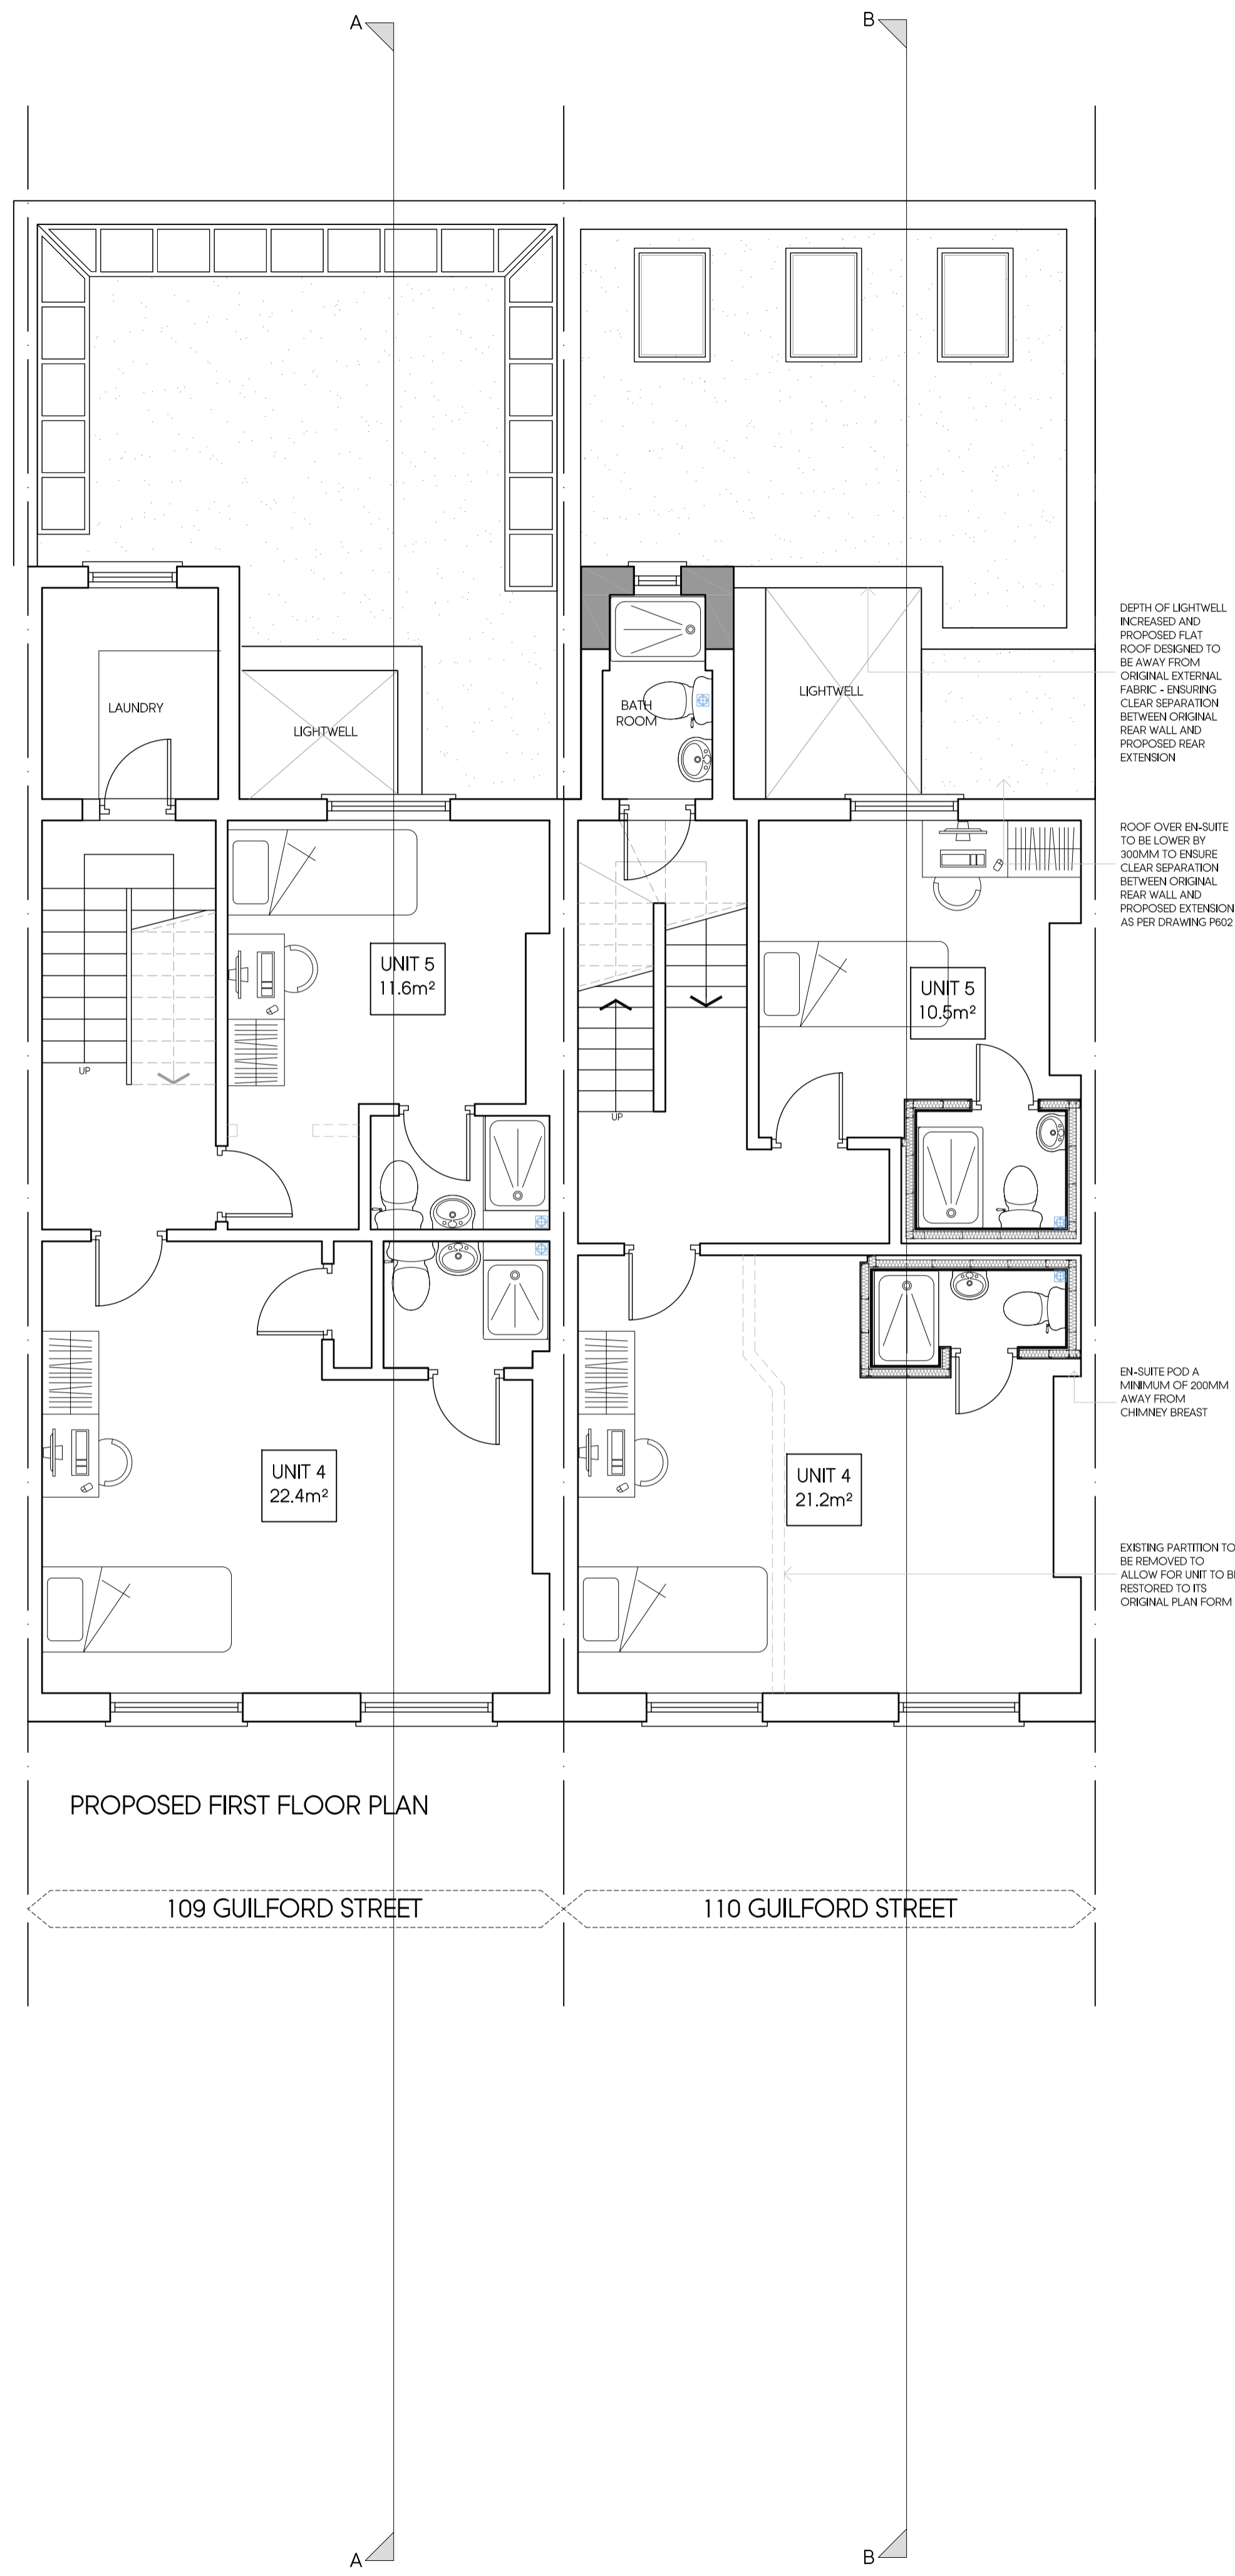 A
B
DEPTH OF LIGHTWELL
INCREASED AND
PROPOSED FLAT
ROOF DESIGNED TO
BE AWAY FROM
ORIGINAL EXTERNAL
FABRIC - ENSURING
CLEAR SEPARATION
BETWEEN ORIGINAL
REAR WALL AND
PROPOSED REAR
EXTENSION
LAUNDRY
LIGHTWELL
BATH
ROOM
LIGHTWELL
ROOF OVER EN-SUITE
TO BE LOWER BY
300MM TO ENSURE
CLEAR SEPARATION
BETWEEN ORIGINAL
REAR WALL AND
PROPOSED EXTENSION
AS PER DRAWING P602
UNIT 5
11.6m²
UNIT 5
10.5m²
UP
UP
EN-SUITE POD A
MINIMUM OF 200MM
AWAY FROM
CHIMNEY BREAST
UNIT 4
22.4m²
UNIT 4
21.2m²
EXISTING PARTITION TO
BE REMOVED TO
ALLOW FOR UNIT TO BE
RESTORED TO ITS
ORIGINAL PLAN FORM
PROPOSED FIRST FLOOR PLAN
109 GUILFORD STREET
110 GUILFORD STREET
A
B